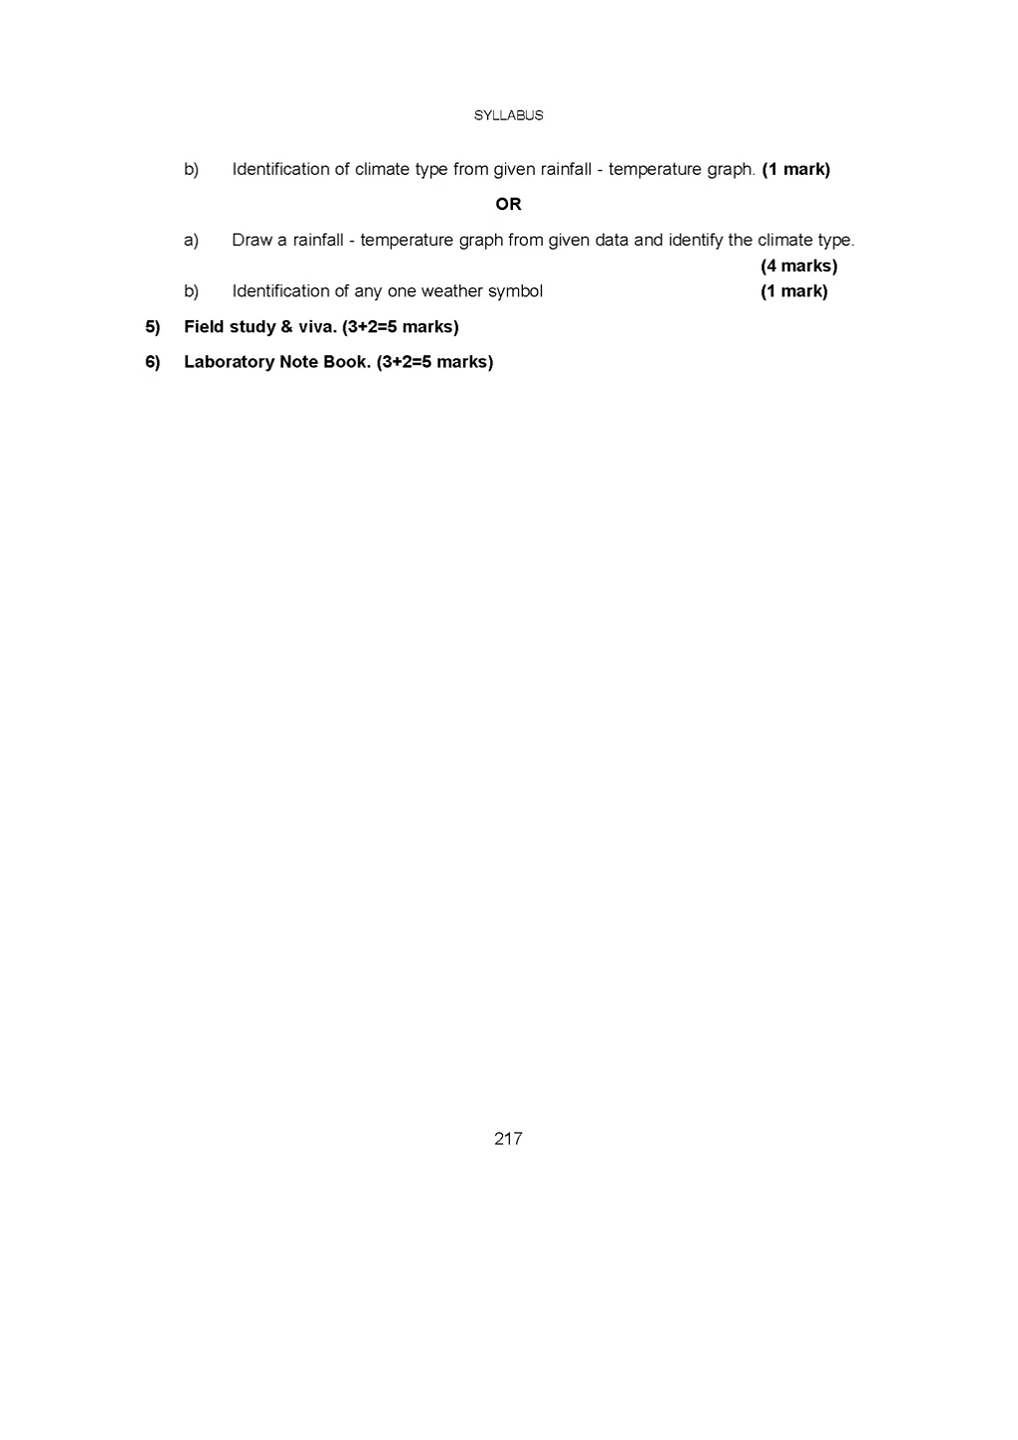 SYLLABUS
b) Identification of climate type from given rainfall - temperature graph. (1 mark)
OR
a) Draw a rainfall - temperature graph from given data and identify the climate type.
(4 marks)
b) Identification of any one weather symbol (1 mark)
5) Field study & viva. (3+2=5 marks)
6) Laboratory Note Book. (3+2=5 marks)
217